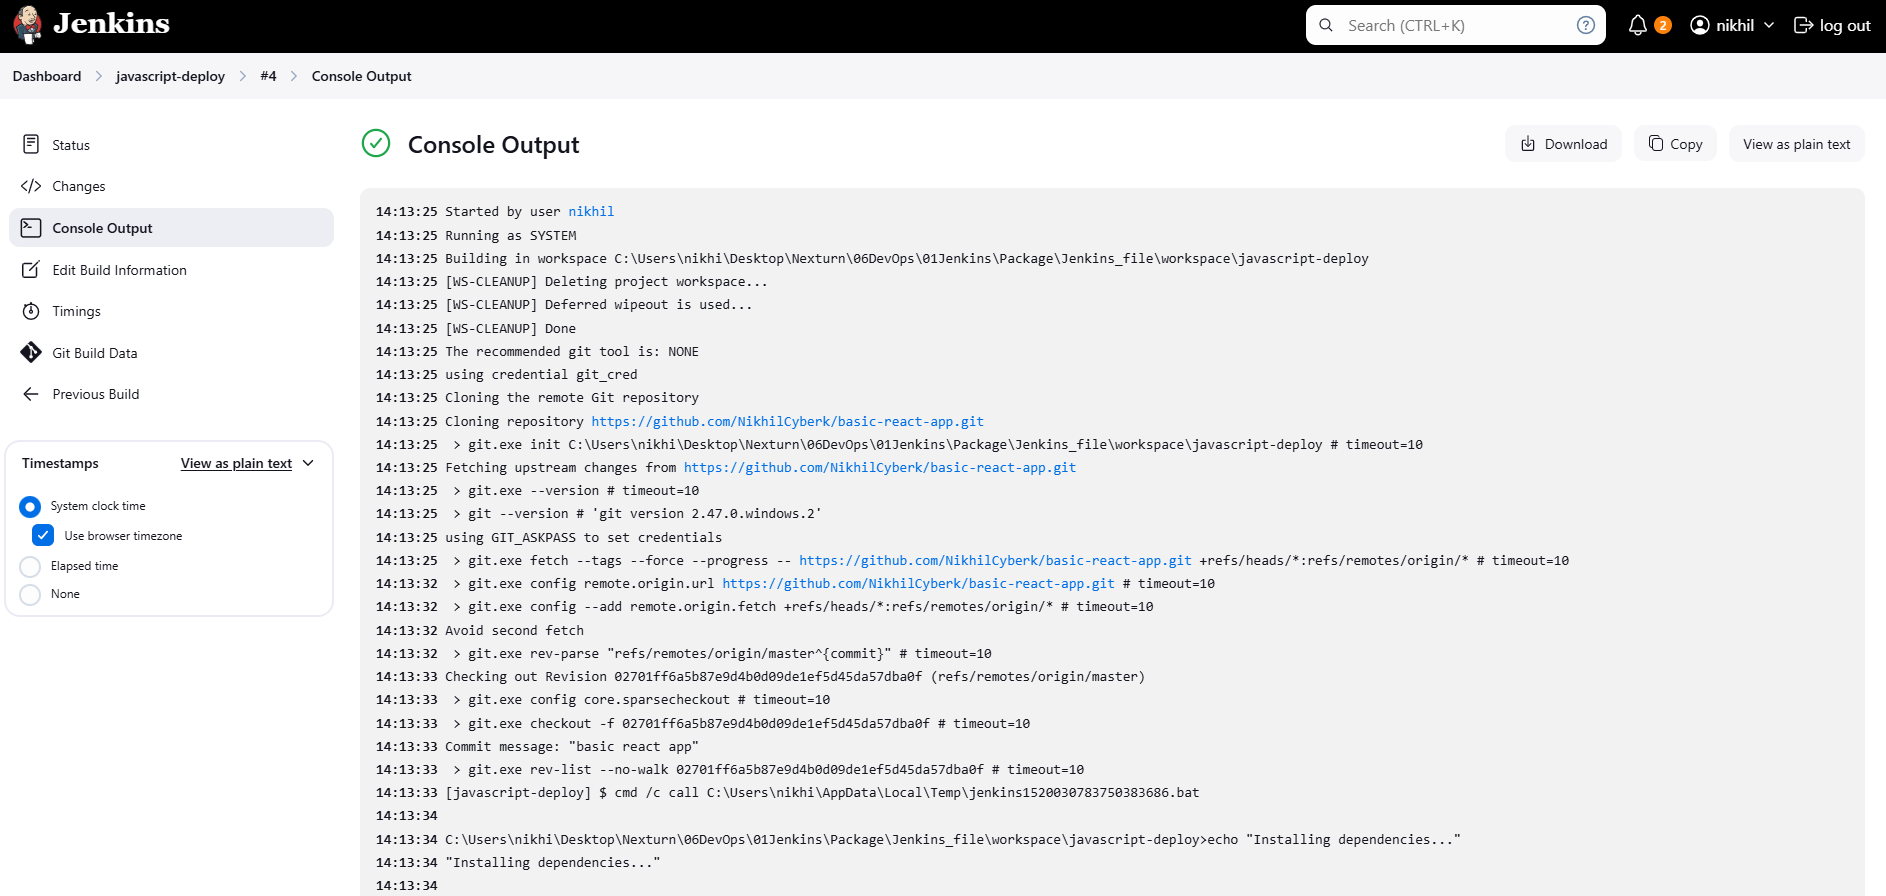 Jenkins
Search (CTRL+K)
2
nikhil
log out
Dashboard
javascript-deploy
#4
Console Output
Status
Changes
Console Output
Edit Build Information
Timings
Git Build Data
Previous Build
Timestamps
View as plain text
System clock time
Use browser timezone
Elapsed time
None
Console Output
Download
Copy
View as plain text
14:13:25 Started by user nikhil
14:13:25 Running as SYSTEM
14:13:25 Building in workspace C:\Users\nikhi\Desktop\Nexturn\06DevOps\01Jenkins\Package\Jenkins_file\workspace\javascript-deploy
14:13:25 [WS-CLEANUP] Deleting project workspace...
14:13:25 [WS-CLEANUP] Deferred wipeout is used...
14:13:25 [WS-CLEANUP] Done
14:13:25 The recommended git tool is: NONE
14:13:25 using credential git_cred
14:13:25 Cloning the remote Git repository
14:13:25 Cloning repository https://github.com/NikhilCyberk/basic-react-app.git
14:13:25  > git.exe init C:\Users\nikhi\Desktop\Nexturn\06DevOps\01Jenkins\Package\Jenkins_file\workspace\javascript-deploy # timeout=10
14:13:25 Fetching upstream changes from https://github.com/NikhilCyberk/basic-react-app.git
14:13:25  > git.exe --version # timeout=10
14:13:25  > git --version # 'git version 2.47.0.windows.2'
14:13:25 using GIT_ASKPASS to set credentials
14:13:25  > git.exe fetch --tags --force --progress -- https://github.com/NikhilCyberk/basic-react-app.git +refs/heads/*:refs/remotes/origin/* # timeout=10
14:13:32  > git.exe config remote.origin.url https://github.com/NikhilCyberk/basic-react-app.git # timeout=10
14:13:32  > git.exe config --add remote.origin.fetch +refs/heads/*:refs/remotes/origin/* # timeout=10
14:13:32 Avoid second fetch
14:13:32  > git.exe rev-parse "refs/remotes/origin/master^{commit}" # timeout=10
14:13:33 Checking out Revision 02701ff6a5b87e9d4b0d09de1ef5d45da57dba0f (refs/remotes/origin/master)
14:13:33  > git.exe config core.sparsecheckout # timeout=10
14:13:33  > git.exe checkout -f 02701ff6a5b87e9d4b0d09de1ef5d45da57dba0f # timeout=10
14:13:33 Commit message: "basic react app"
14:13:33  > git.exe rev-list --no-walk 02701ff6a5b87e9d4b0d09de1ef5d45da57dba0f # timeout=10
14:13:33 [javascript-deploy] $ cmd /c call C:\Users\nikhi\AppData\Local\Temp\jenkins1520030783750383686.bat
14:13:34
14:13:34 C:\Users\nikhi\Desktop\Nexturn\06DevOps\01Jenkins\Package\Jenkins_file\workspace\javascript-deploy>echo "Installing dependencies..."
14:13:34 "Installing dependencies..."
14:13:34